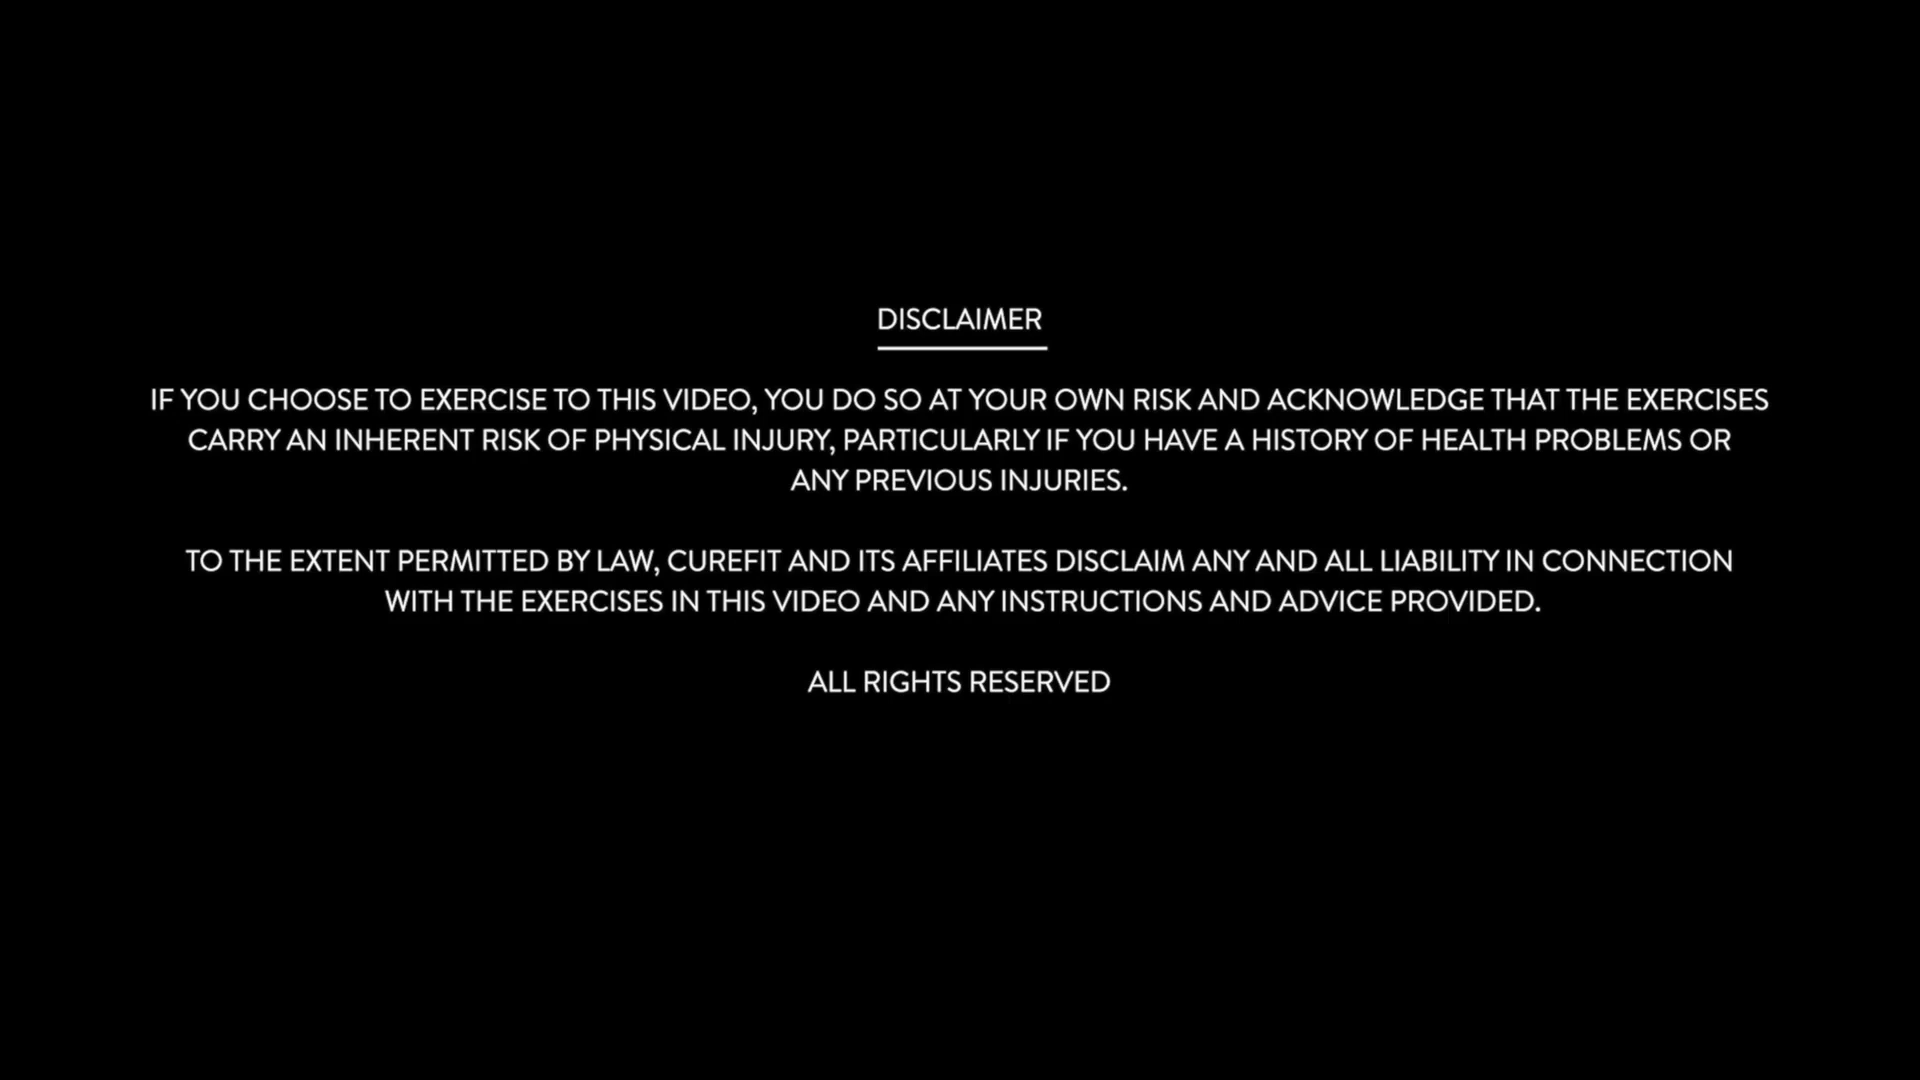 DISCLAIMER
IF YOU CHOOSE TO EXERCISE TO THIS VIDEO, YOU DO SO AT YOUR OWN RISK AND ACKNOWLEDGE THAT THE EXERCISES
CARRY AN INHERENT RISK OF PHYSICAL INJURY, PARTICULARLY IF YOU HAVE A HISTORY OF HEALTH PROBLEMS OR
ANY PREVIOUS INJURIES.
TO THE EXTENT PERMITTED BY LAW, CUREFIT AND ITS AFFILIATES DISCLAIM ANY AND ALL LIABILITY IN CONNECTION
WITH THE EXERCISES IN THIS VIDEO AND ANY INSTRUCTIONS AND ADVICE PROVIDED.
ALL RIGHTS RESERVED